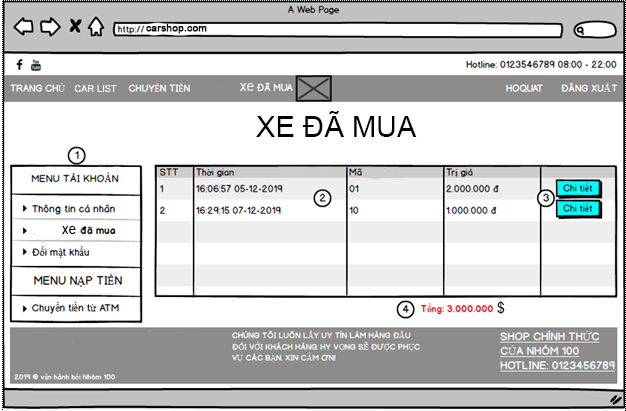 A Web Page
http://carshop.com
f You Tube Hotline: 0123546789 08:00 - 22:00
TRANG CHỦ CAR LIST CHUYỂN TIỀN XE ĐÃ MUA HOQUAT ĐĂNG XUẤT
XE ĐÃ MUA
1
MENU TÀI KHOẢN
Thông tin cá nhân
Xe đã mua
Đổi mật khẩu
MENU NẠP TIỀN
Chuyển tiền từ ATM
STT Thời gian Mã Trị giá
1 16:06:57 05-12-2019 01 2.000.000 đ Chi tiết
2 3
2 16:29:15 07-12-2019 10 1.000.000 đ Chi tiết
4 Tổng: 3.000.000 $
CHÚNG TÔI LUÔN LẤY UY TÍN LÀM HÀNG ĐẦU
ĐỐI VỚI KHÁCH HÀNG. HY VỌNG SẼ ĐƯỢC PHỤC
VỤ CÁC BẠN. XIN CẢM ƠN!
SHOP CHÍNH THỨC
CỦA NHÓM 100
HOTLINE: 0123456789
2019 © vận hành bởi Nhóm 100